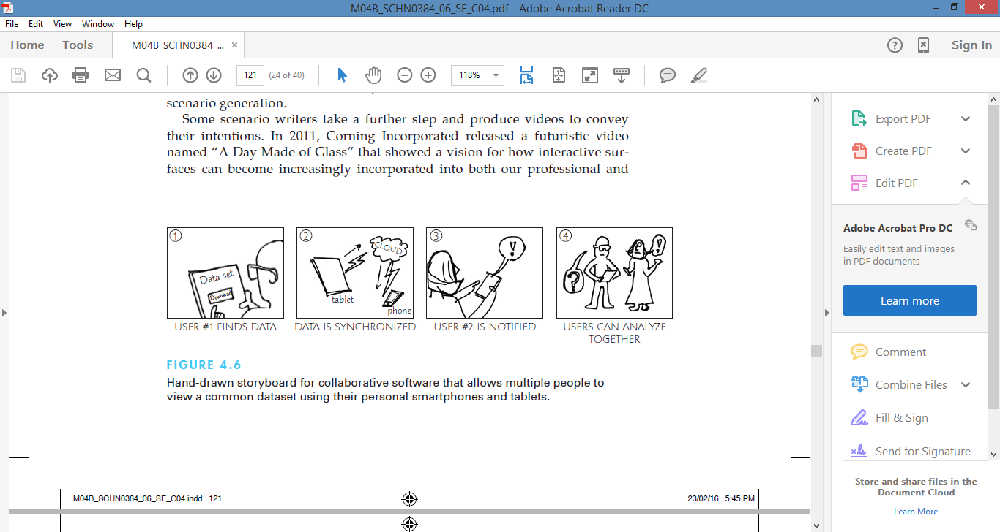 M04B_SCHN0384_06_SE_C04.pdf - Adobe Acrobat Reader DC
File Edit View Window Help
Home Tools M04B_SCHN0384_... × ? Sign In
121 (24 of 40) 118%
scenario generation.
Some scenario writers take a further step and produce videos to convey
their intentions. In 2011, Corning Incorporated released a futuristic video
named “A Day Made of Glass” that showed a vision for how interactive sur-
faces can become increasingly incorporated into both our professional and
1
Data set
Download
2
CLOUD
tablet
phone
3
!
4
?
!
USER #1 FINDS DATA
DATA IS SYNCHRONIZED
USER #2 IS NOTIFIED
USERS CAN ANALYZE
TOGETHER
FIGURE 4.6
Hand-drawn storyboard for collaborative software that allows multiple people to
view a common dataset using their personal smartphones and tablets.
M04B_SCHN0384_06_SE_C04.indd 121
23/02/16 5:45 PM
Export PDF
Create PDF
Edit PDF
Adobe Acrobat Pro DC
Easily edit text and images
in PDF documents
Learn more
Comment
Combine Files
Fill & Sign
Send for Signature
Store and share files in the
Document Cloud
Learn More